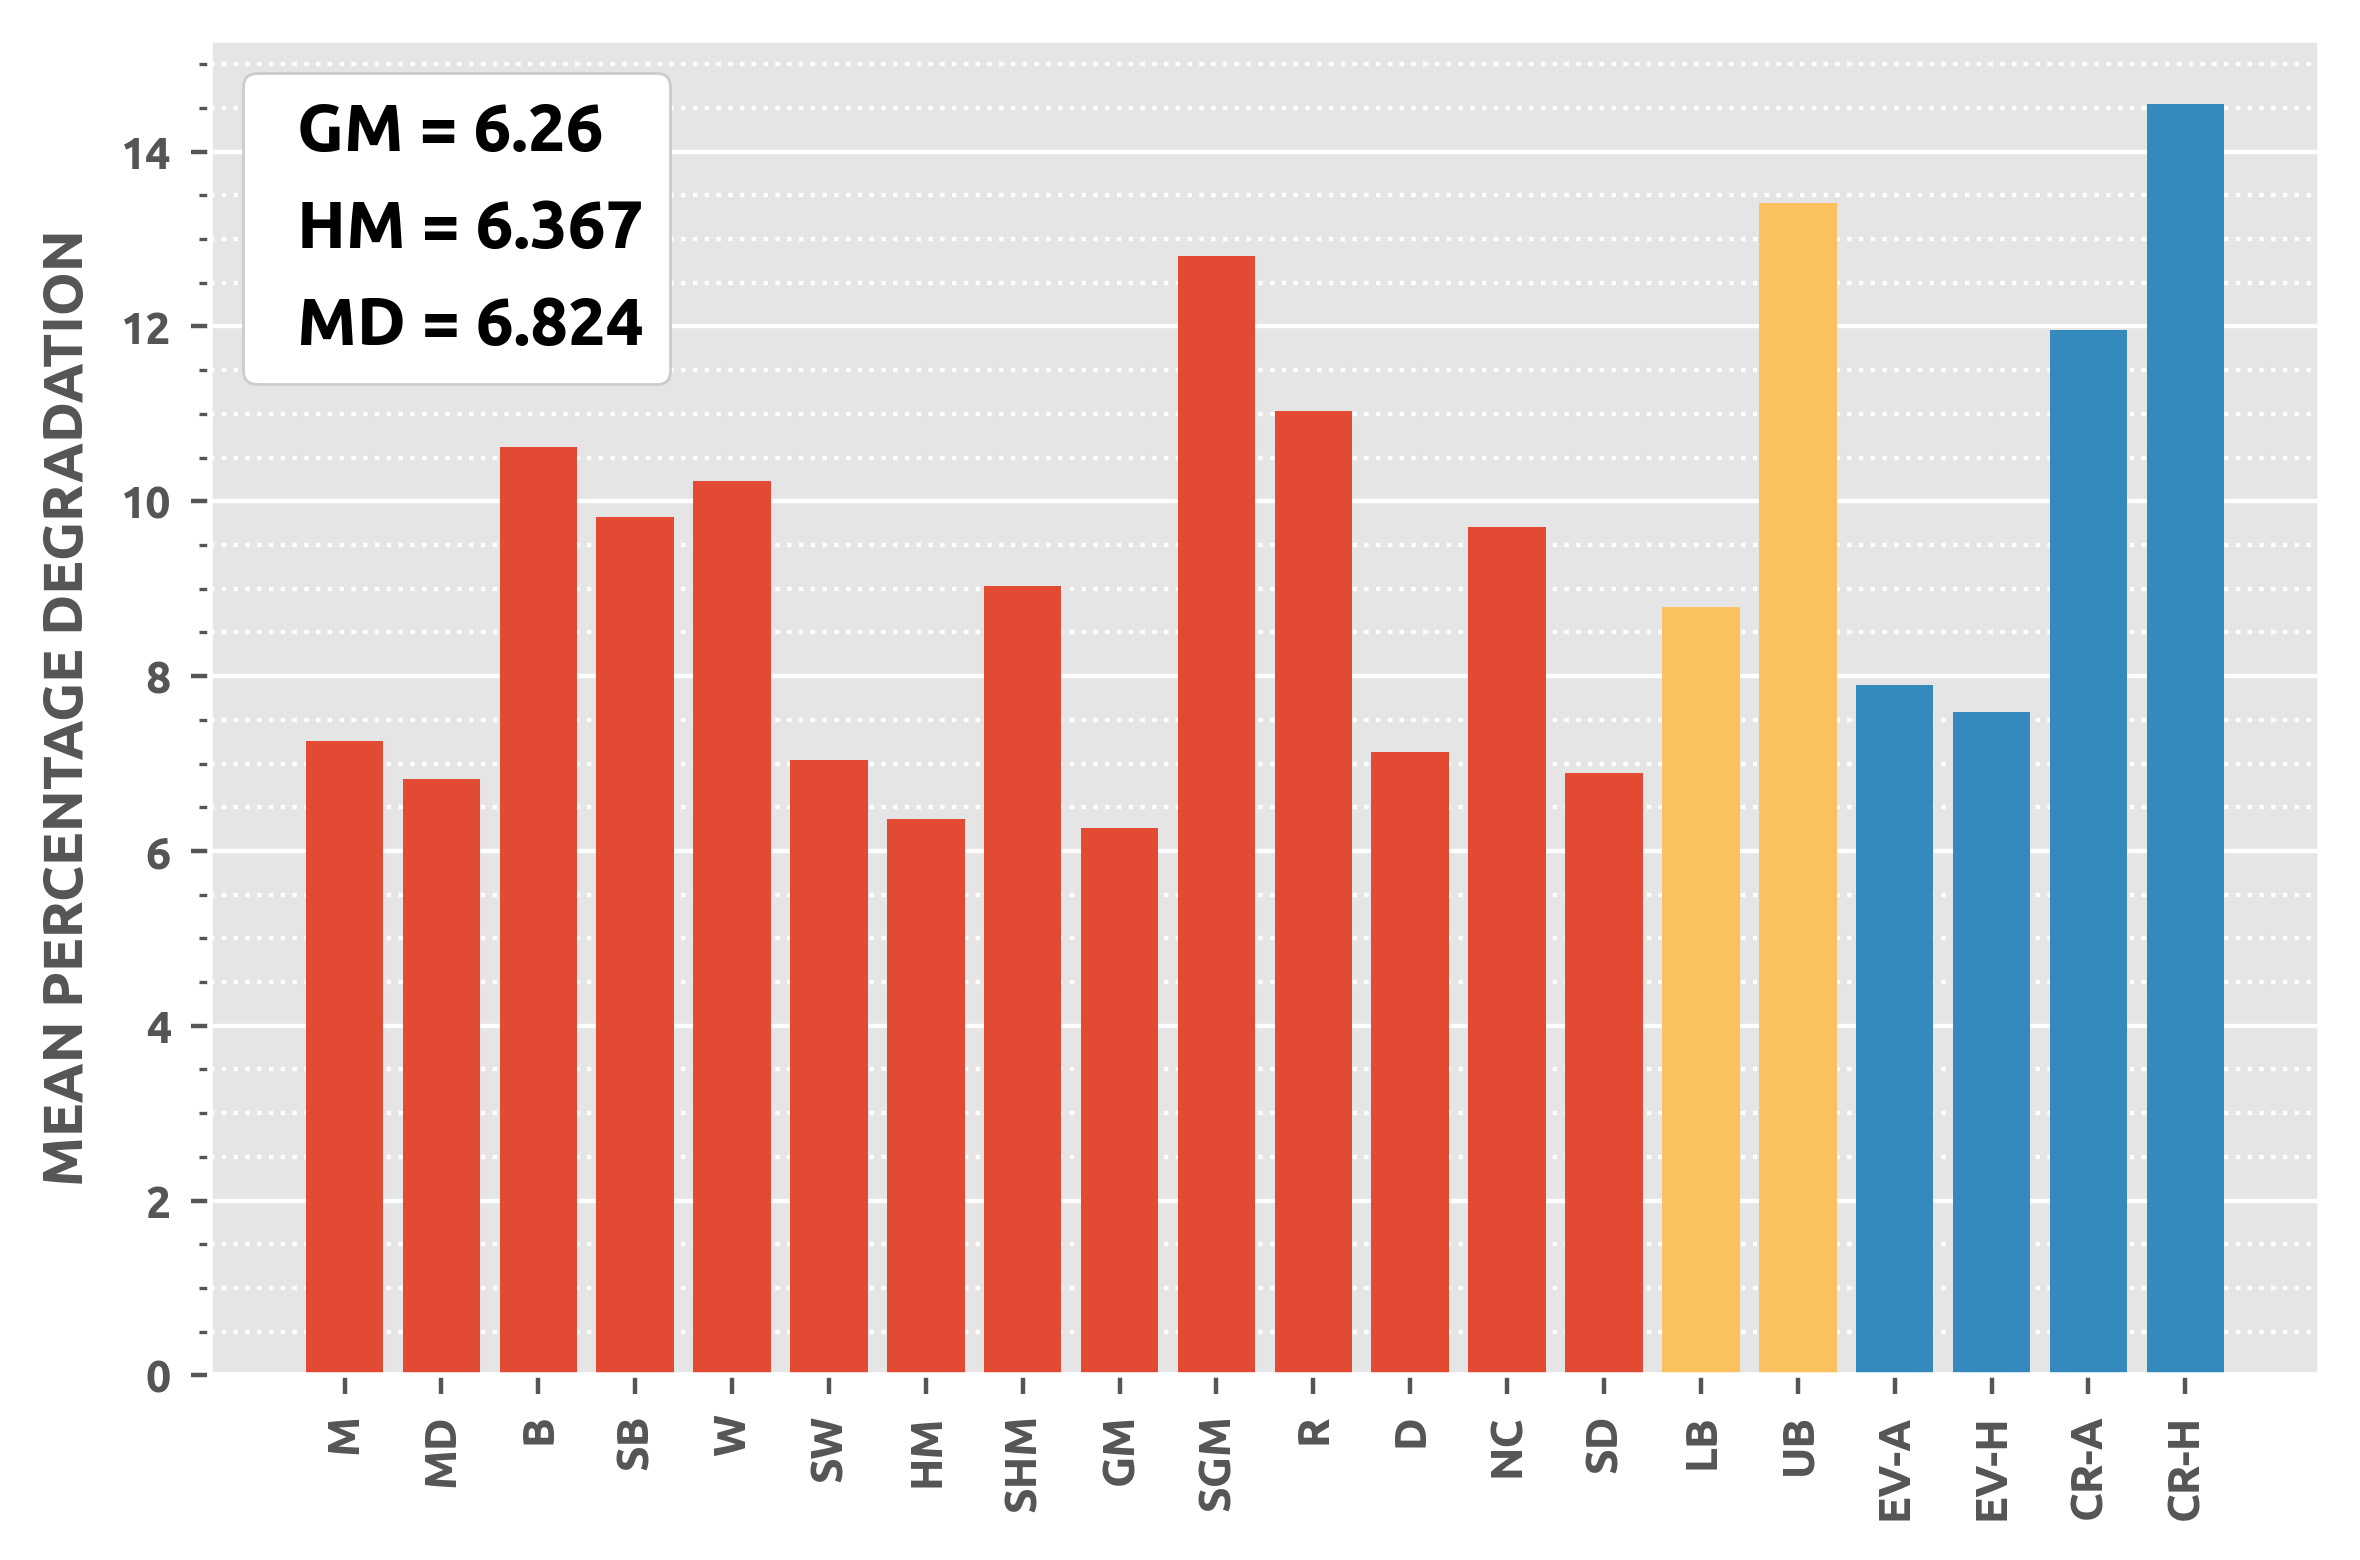 GM = 6.26
HM = 6.367
MD = 6.824
MEAN PERCENTAGE DEGRADATION
14
12
10
8
6
4
2
0
M
MD
B
SB
W
SW
HM
SHM
GM
SGM
R
D
NC
SD
LB
UB
EV-A
EV-H
CR-A
CR-H